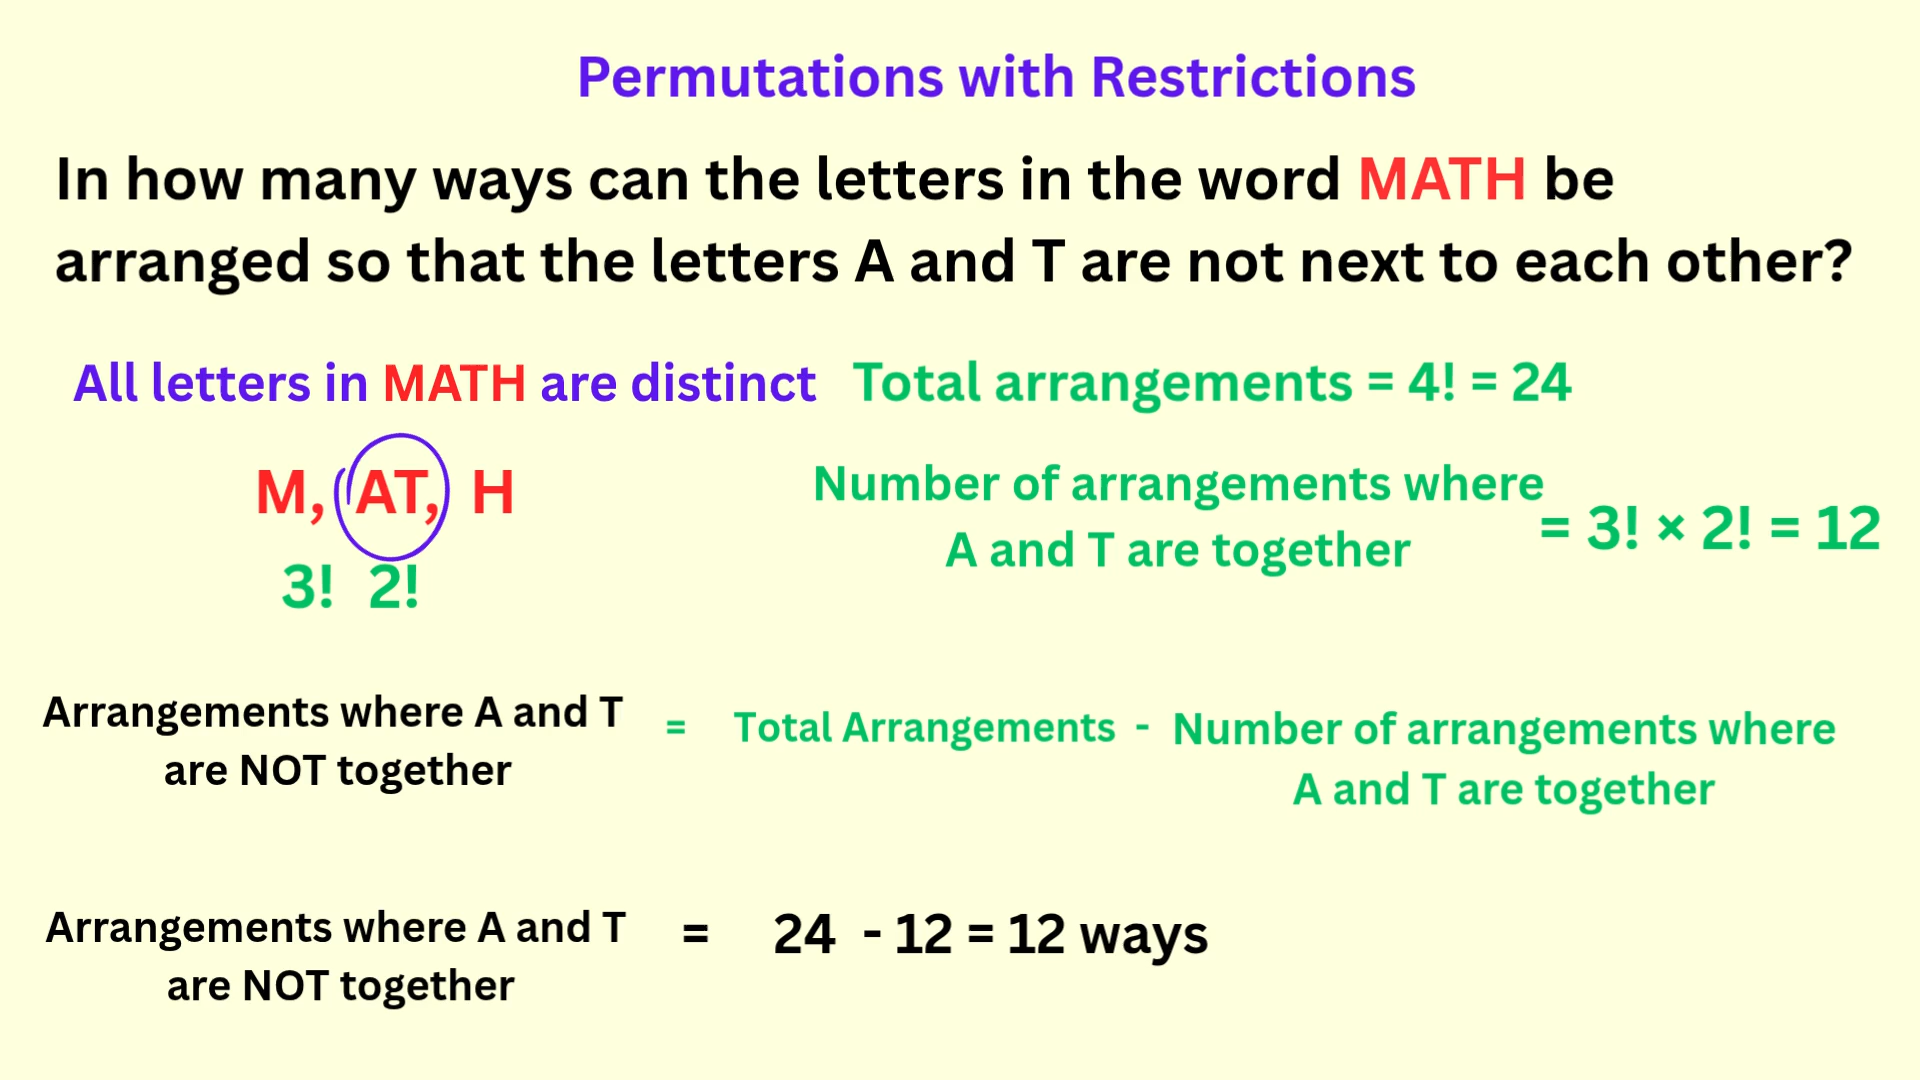 Permutations with Restrictions
In how many ways can the letters in the word MATH be
arranged so that the letters A and T are not next to each other?
All letters in MATH are distinct
Total arrangements = 4! = 24
M, AT, H
3! 2!
Number of arrangements where
A and T are together
= 3! × 2! = 12
Arrangements where A and T
are NOT together
=
Total Arrangements
-
Number of arrangements where
A and T are together
Arrangements where A and T
are NOT together
= 24 - 12 = 12 ways